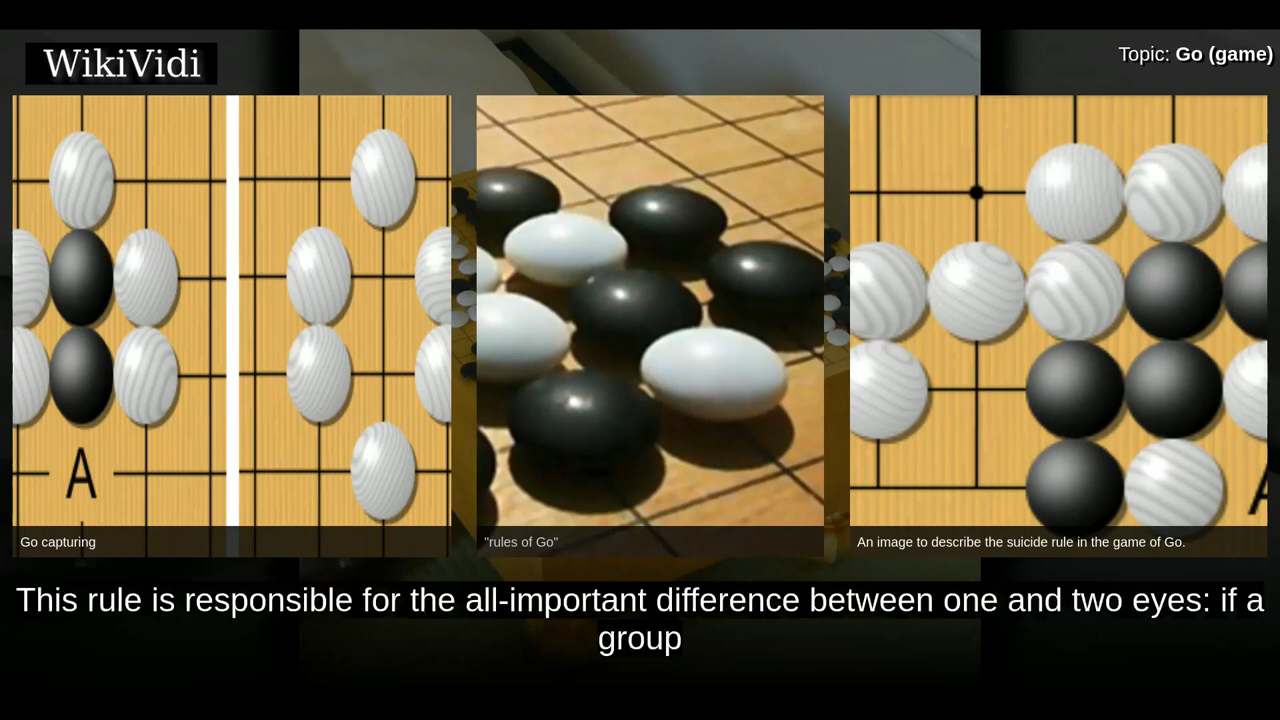 WikiVidi
Topic: Go (game)
A
A
Go capturing
"rules of Go"
An image to describe the suicide rule in the game of Go.
This rule is responsible for the all-important difference between one and two eyes: if a
group